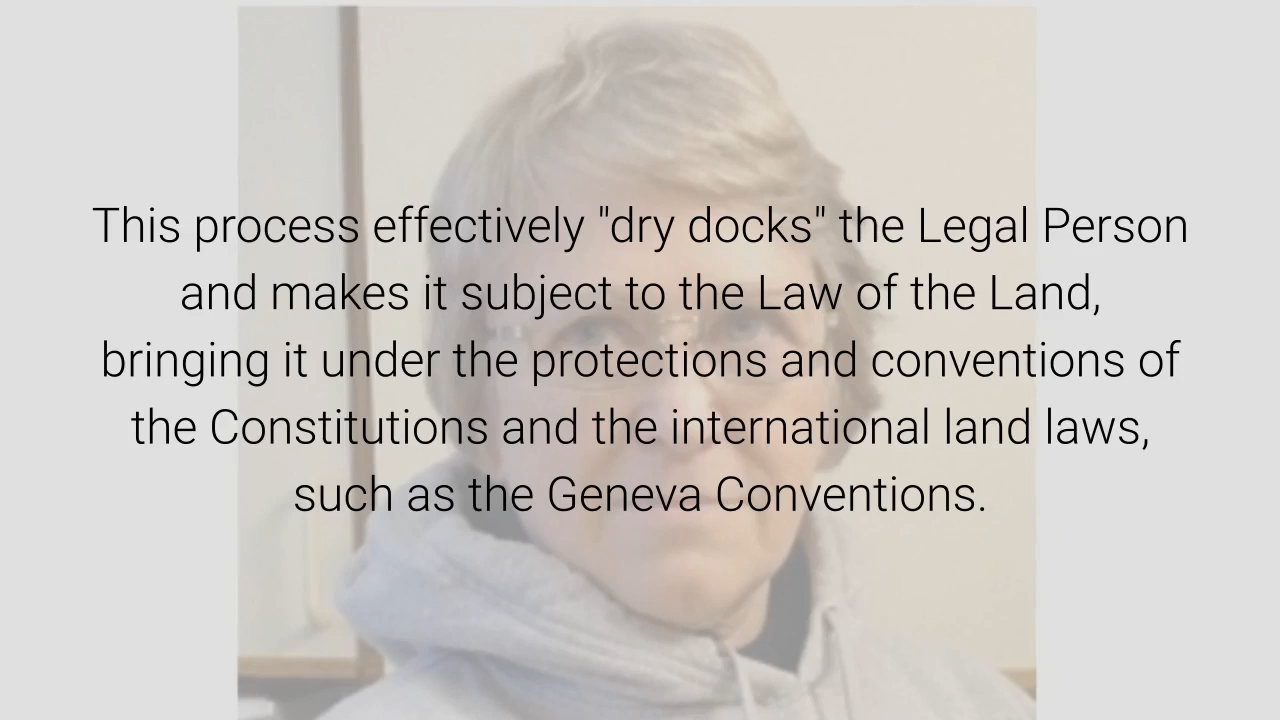 This process effectively "dry docks" the Legal Person
and makes it subject to the Law of the Land,
bringing it under the protections and conventions of
the Constitutions and the international land laws,
such as the Geneva Conventions.